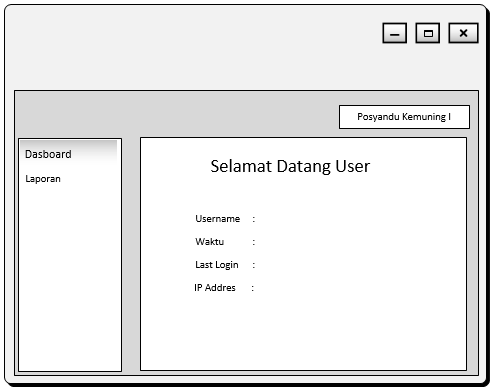 Posyandu Kemuning I
Dasboard
Laporan
Selamat Datang User
Username :
Waktu :
Last Login :
IP Addres :